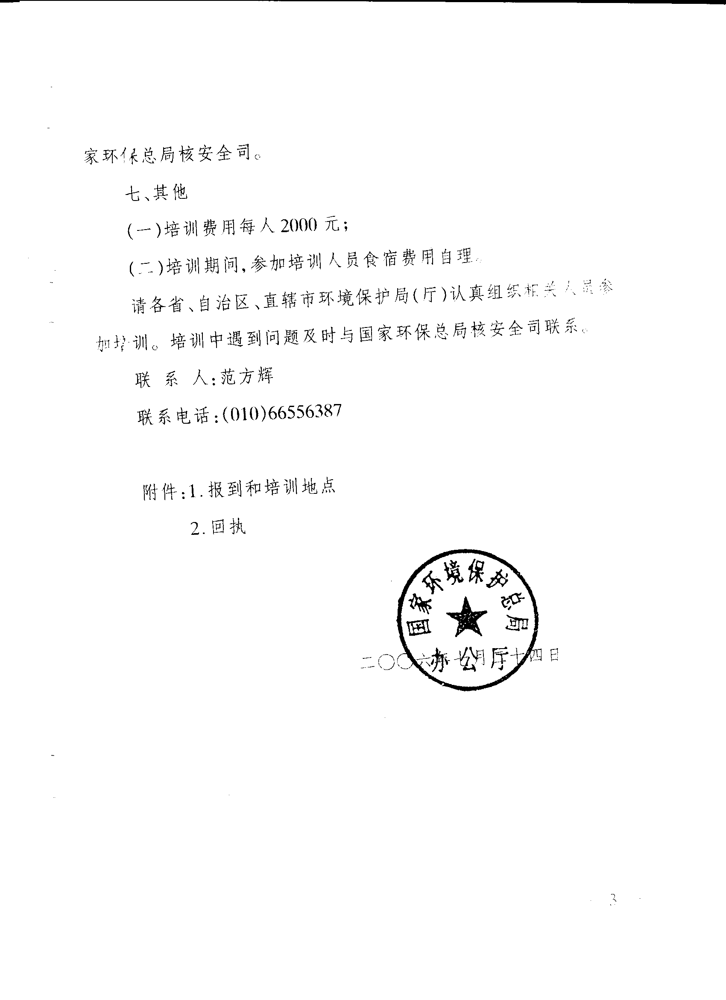 家环保总局核安全司。
七、其他
(一)培训费用每人2000元;
(二)培训期间,参加培训人员食宿费用自理。
请各省、自治区、直辖市环境保护局(厅)认真组织相关人员参
加培训。培训中遇到问题及时与国家环保总局核安全司联系。
联 系 人:范方辉
联系电话:(010)66556387
附件:1.报到和培训地点
2.回执
国家环境保护总局
办公厅
二〇〇六年七月二十四日
3